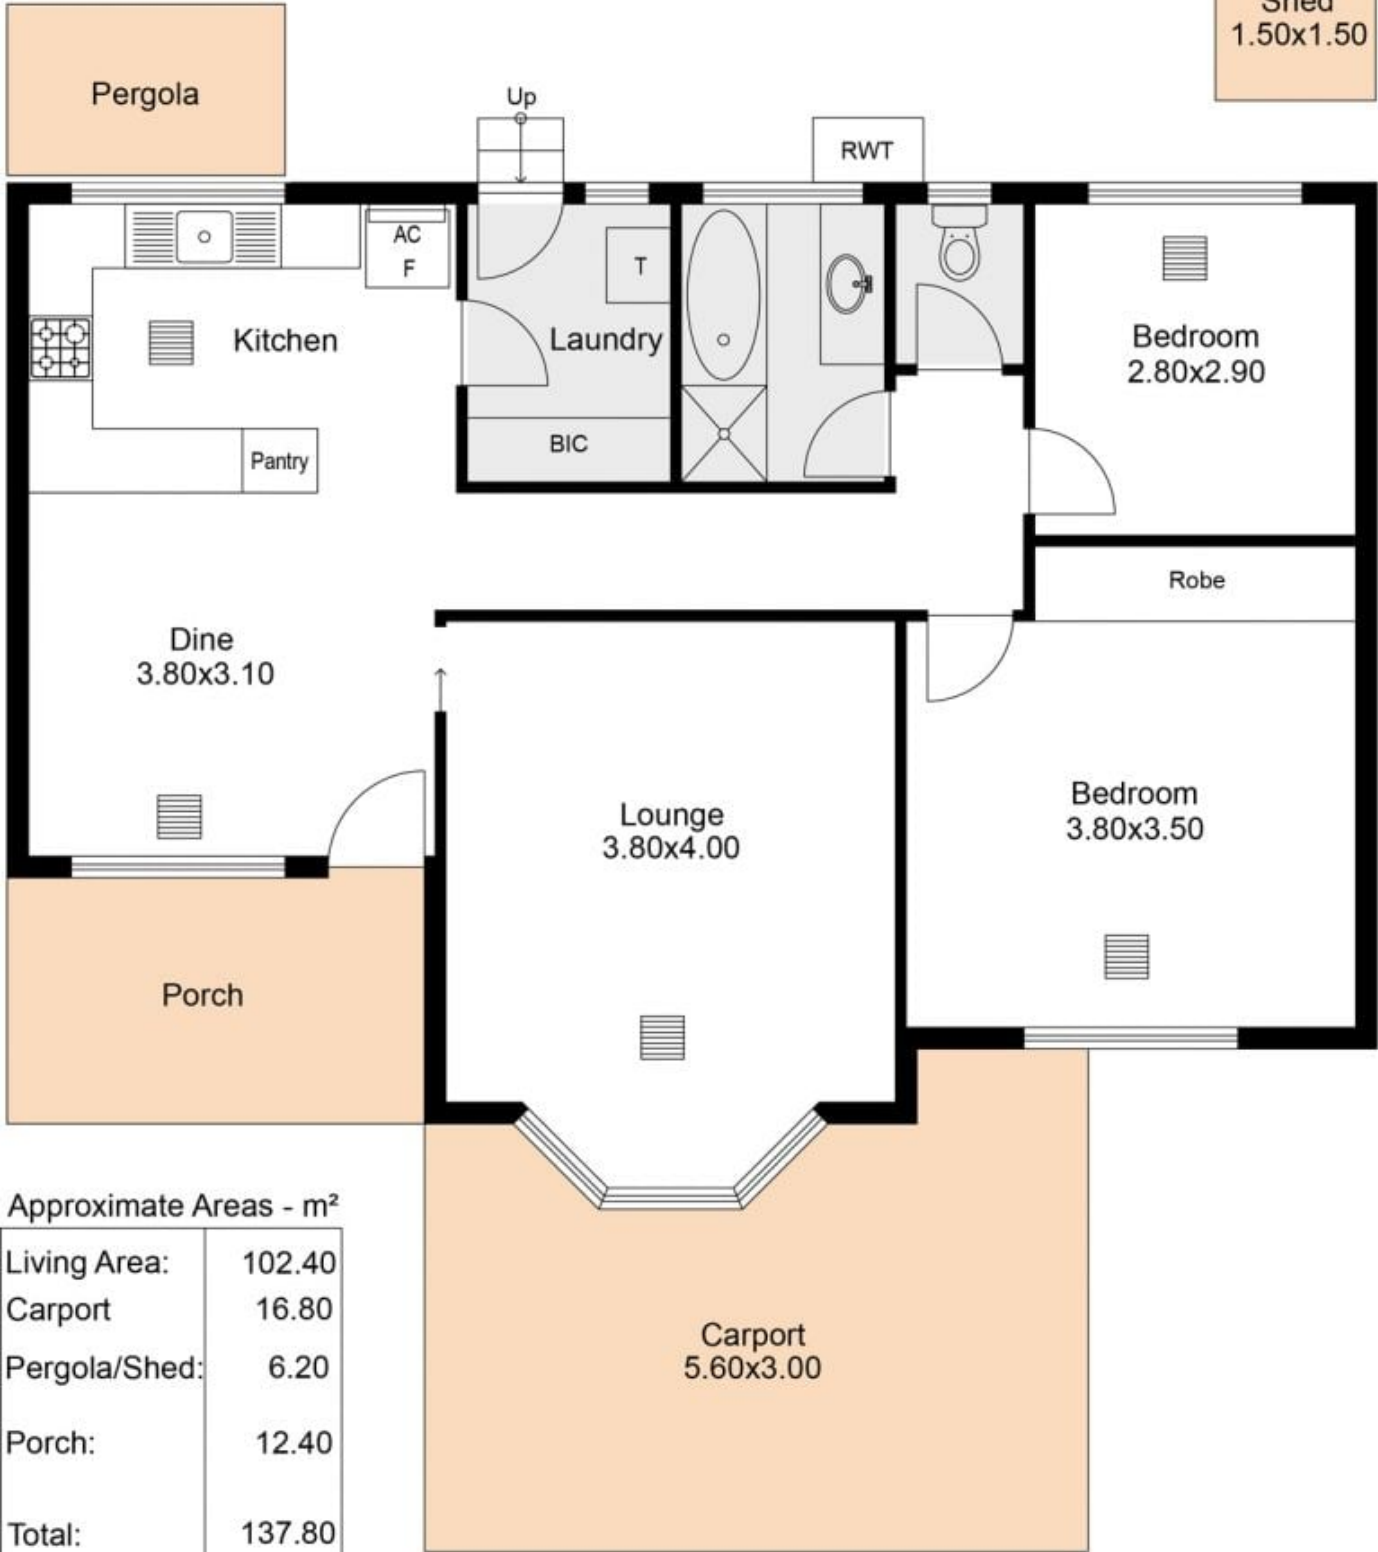 Shed
1.50x1.50
Pergola
Up
RWT
AC
F
T
Kitchen
Laundry
Bedroom
2.80x2.90
BIC
Pantry
Robe
Dine
3.80x3.10
Lounge
3.80x4.00
Bedroom
3.80x3.50
Porch
Approximate Areas - m²
Living Area: 102.40
Carport 16.80
Pergola/Shed: 6.20
Porch: 12.40
Total: 137.80
Carport
5.60x3.00